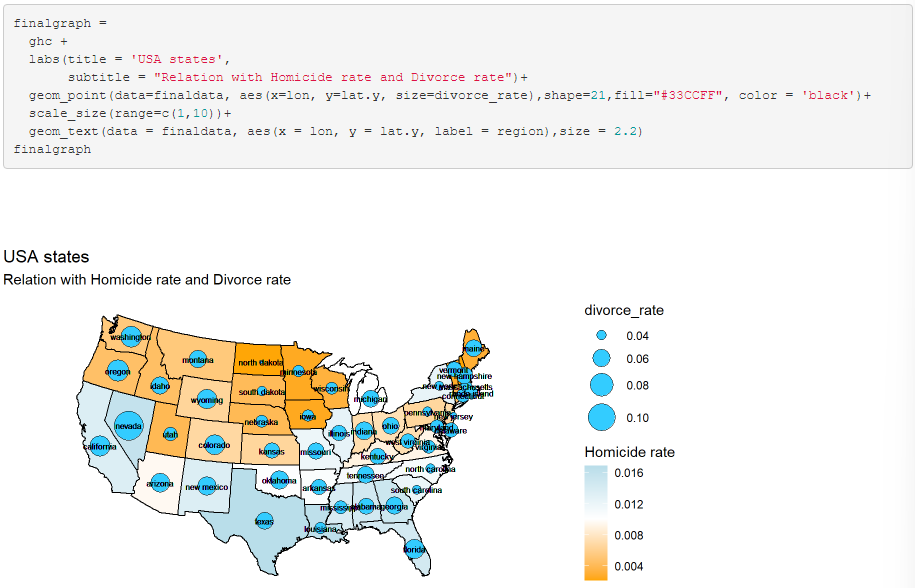 finalgraph =
ghc +
labs(title = 'USA states',
subtitle = "Relation with Homicide rate and Divorce rate")+
geom_point(data=finaldata, aes(x=lon, y=lat.y, size=divorce_rate),shape=21,fill="#33CCFF", color = 'black')+
scale_size(range=c(1,10))+
geom_text(data = finaldata, aes(x = lon, y = lat.y, label = region),size = 2.2)
finalgraph
USA states
Relation with Homicide rate and Divorce rate
washington
oregon
idaho
montana
wyoming
north dakota
south dakota
minnesota
wisconsin
michigan
maine
vermont
new hampshire
nevada
california
utah
colorado
nebraska
iowa
kansas
missouri
illinois
indiana
ohio
west virginia
kentucky
tennessee
north carolina
south carolina
arizona
new mexico
oklahoma
arkansas
texas
louisiana
mississippi
alabama
georgia
florida
divorce_rate
0.04
0.06
0.08
0.10
Homicide rate
0.016
0.012
0.008
0.004